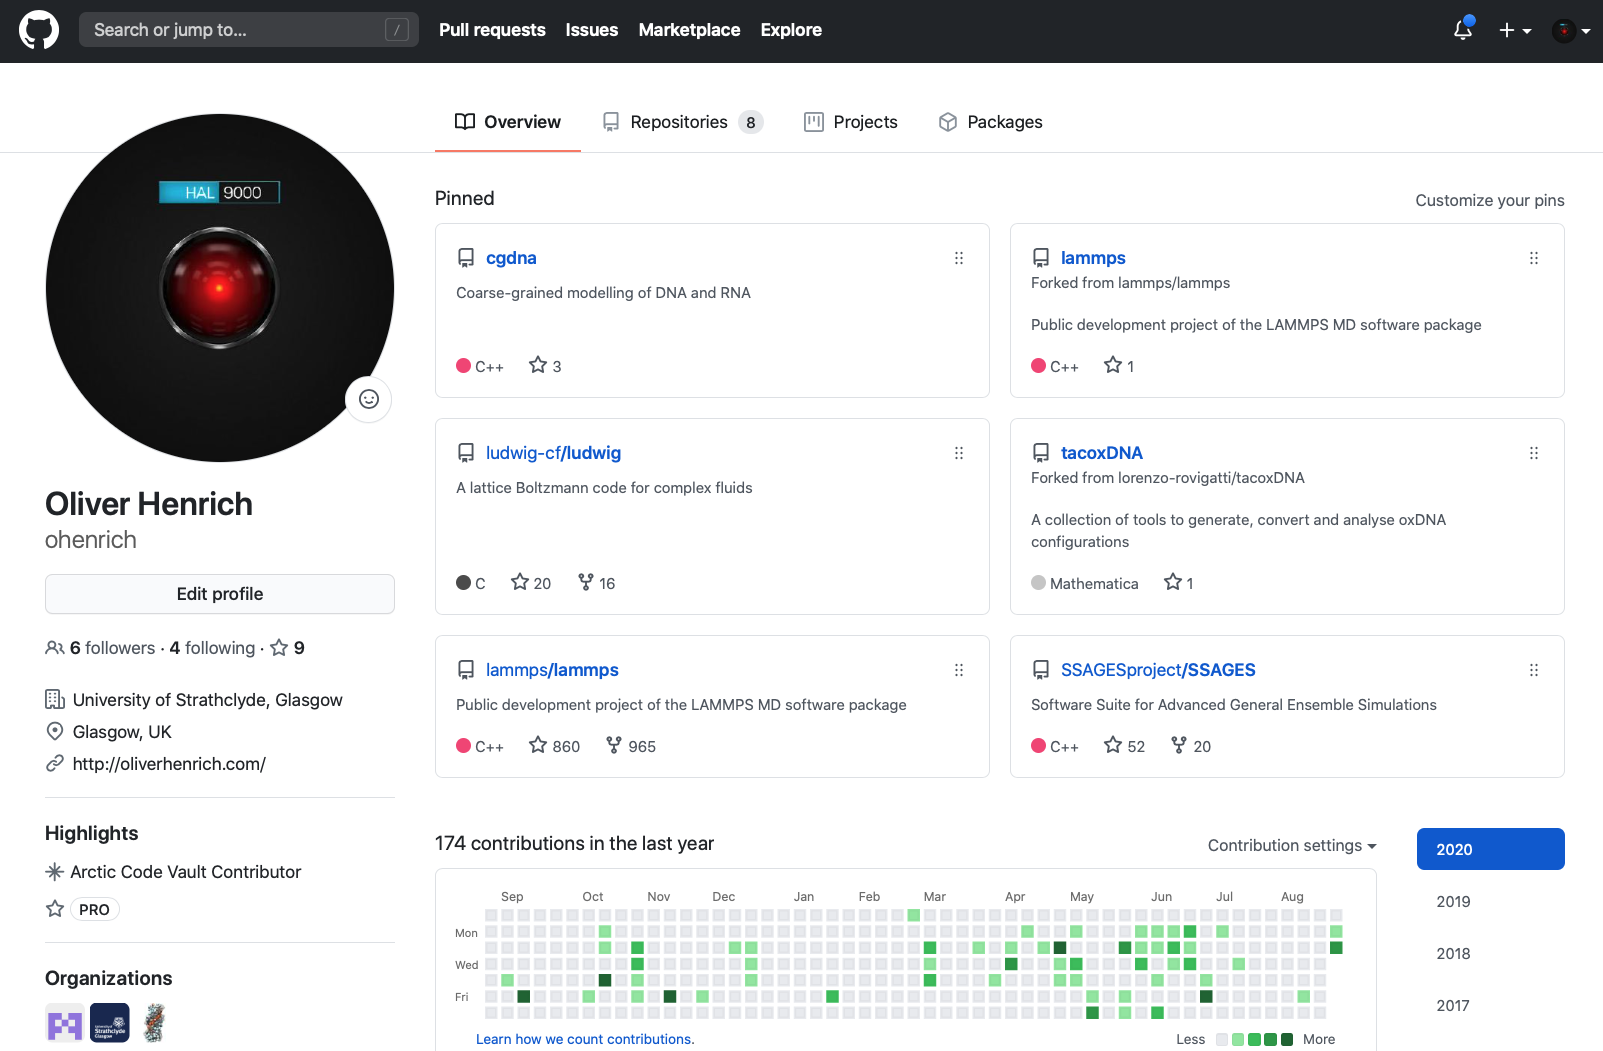 Search or jump to...
/
Pull requests
Issues
Marketplace
Explore
Overview
Repositories 8
Projects
Packages
HAL 9000
Oliver Henrich
ohenrich
Edit profile
6 followers · 4 following · 9
University of Strathclyde, Glasgow
Glasgow, UK
http://oliverhenrich.com/
Highlights
Arctic Code Vault Contributor
PRO
Organizations
Pinned
Customize your pins
cgdna
Coarse-grained modelling of DNA and RNA
C++ 3
lammps
Forked from lammps/lammps
Public development project of the LAMMPS MD software package
C++ 1
ludwig-cf/ludwig
A lattice Boltzmann code for complex fluids
C 20 16
tacoxDNA
Forked from lorenzo-rovigatti/tacoxDNA
A collection of tools to generate, convert and analyse oxDNA
configurations
Mathematica 1
lammps/lammps
Public development project of the LAMMPS MD software package
C++ 860 965
SSAGESproject/SSAGES
Software Suite for Advanced General Ensemble Simulations
C++ 52 20
174 contributions in the last year
Contribution settings
Sep Oct Nov Dec Jan Feb Mar Apr May Jun Jul Aug
Mon
Wed
Fri
Learn how we count contributions.
Less More
2020
2019
2018
2017